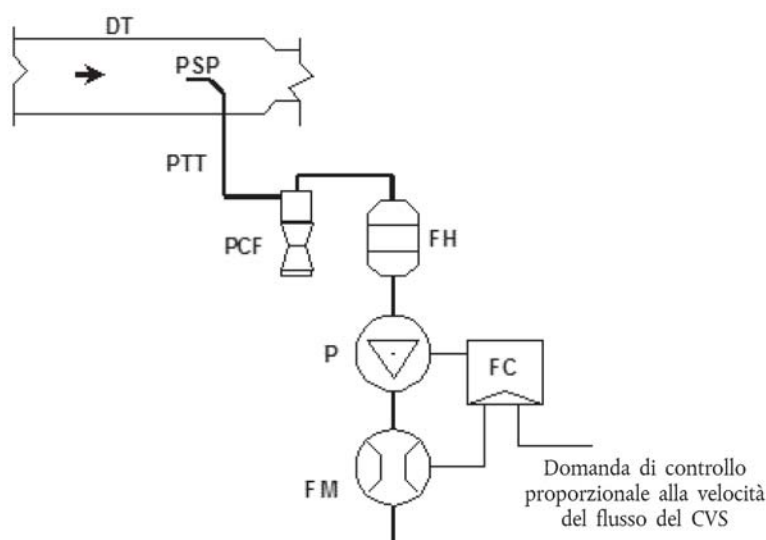 DT
PSP
PTT
PCF
FH
P
FC
FM
Domanda di controllo
proporzionale alla velocità
del flusso del CVS